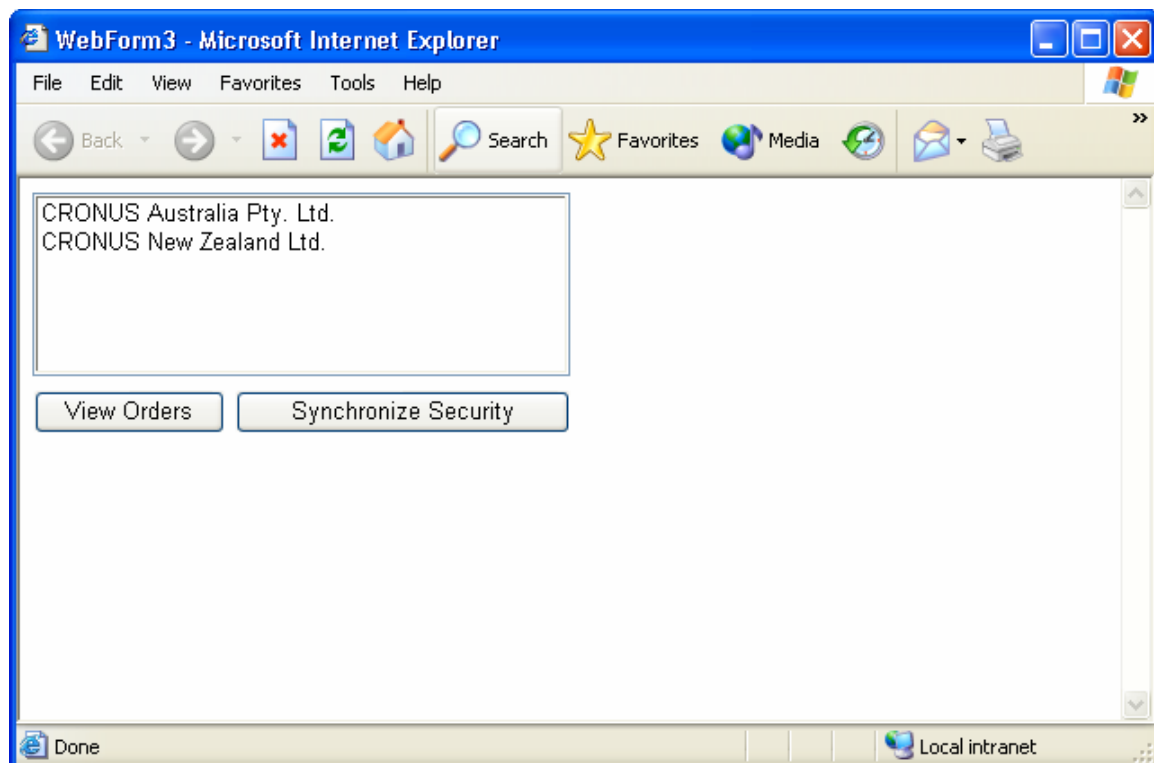 WebForm3 - Microsoft Internet Explorer
File Edit View Favorites Tools Help
Back Search Favorites Media »
CRONUS Australia Pty. Ltd.
CRONUS New Zealand Ltd.
View Orders Synchronize Security
Done Local intranet